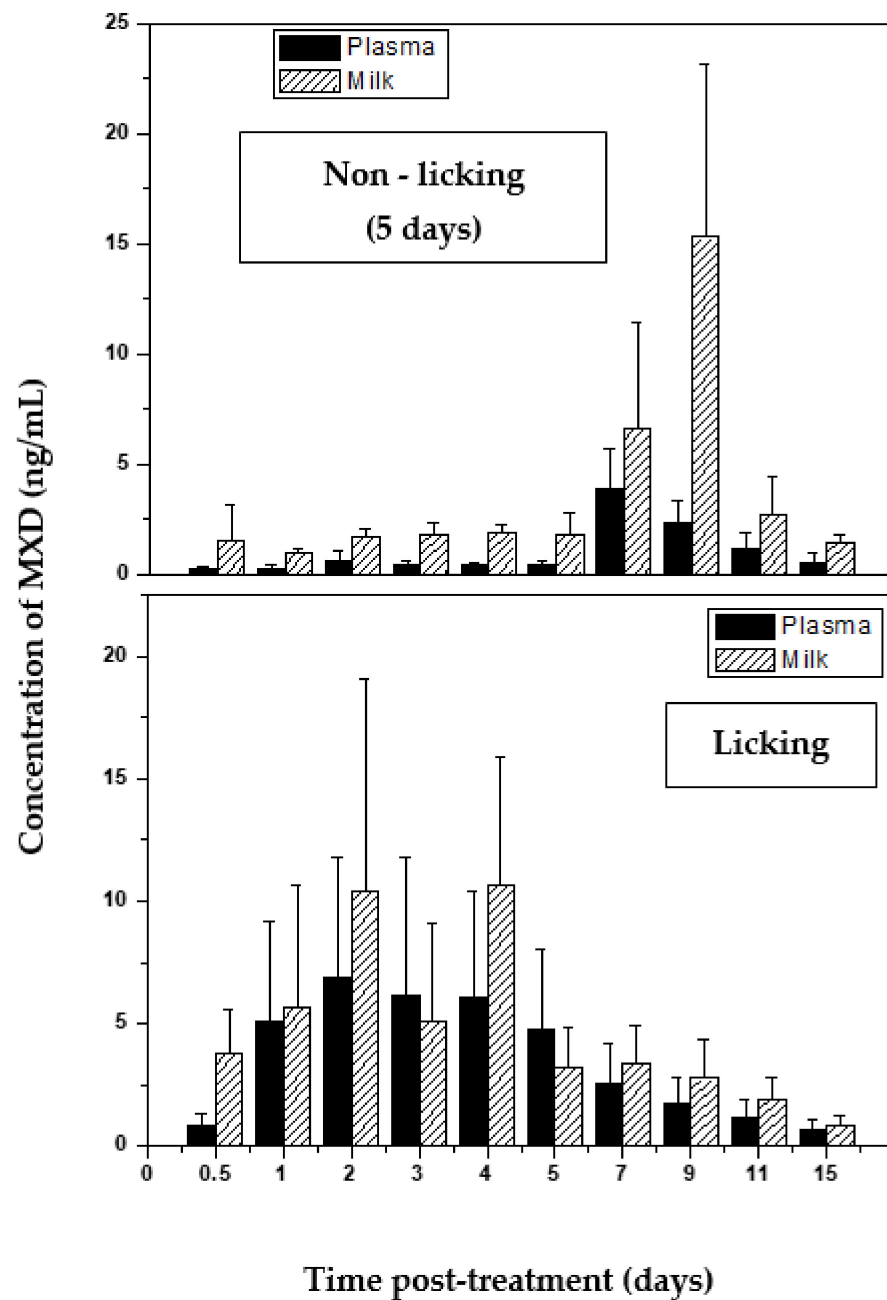 Concentration of MXD (ng/mL)
25
20
15
10
5
0
Plasma
Milk
Non - licking
(5 days)
20
15
10
5
0
Plasma
Milk
Licking
0 0.5 1 2 3 4 5 7 9 11 15
Time post-treatment (days)